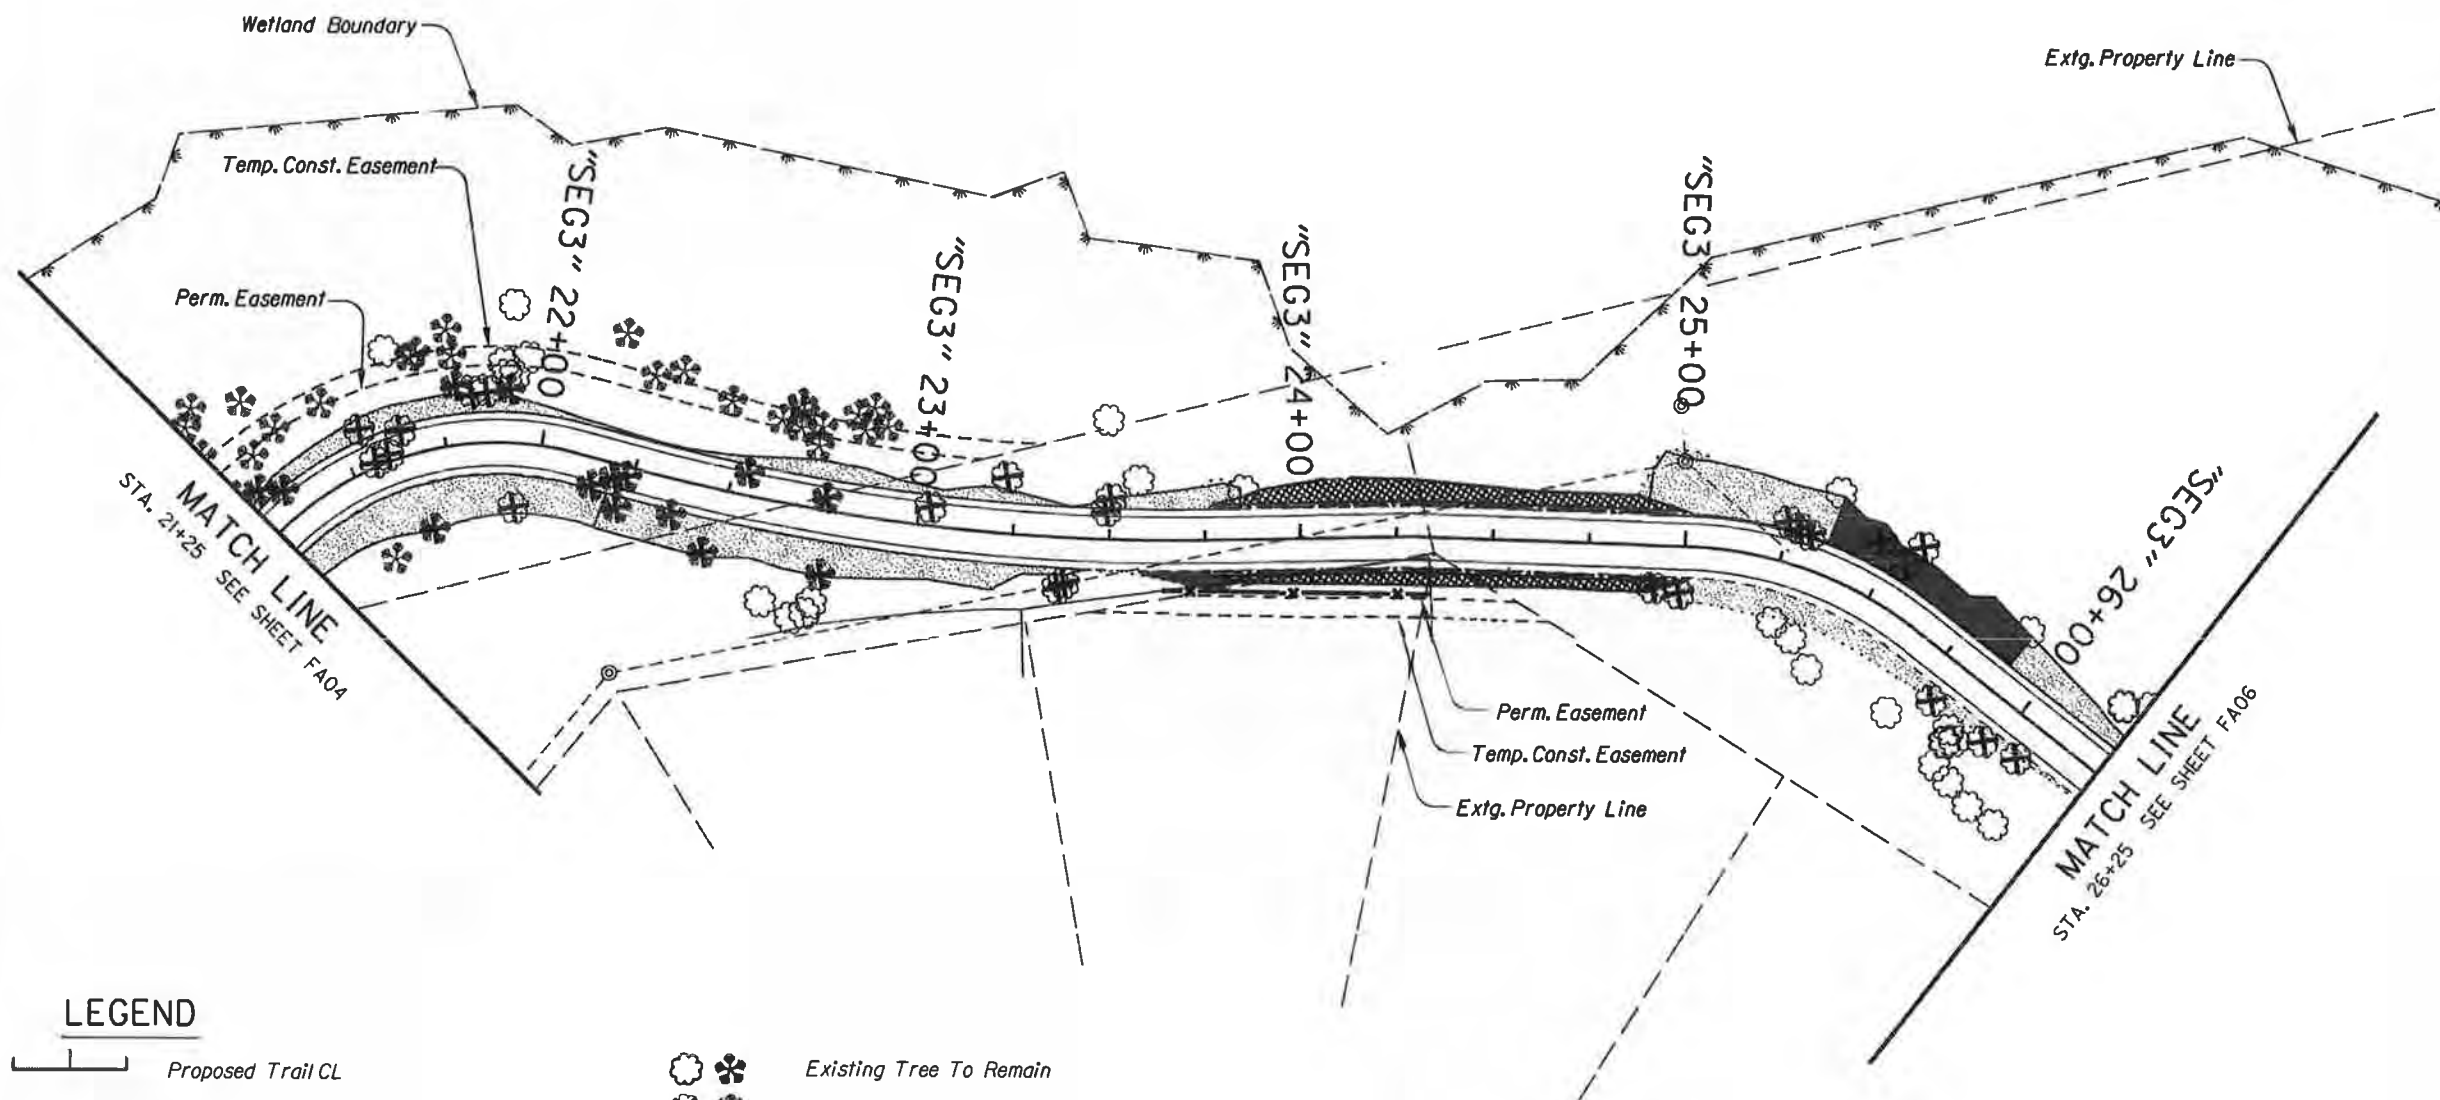 Wetland Boundary
Extg. Property Line
Temp. Const. Easement
Perm. Easement
"SEG3" 22+00
"SEG3" 23+00
"SEG3" 24+00
"SEG3 25+00
"SEG3" 26+00
MATCH LINE
STA. 21+25 SEE SHEET FA04
Perm. Easement
Temp. Const. Easement
Extg. Property Line
MATCH LINE
STA. 26+25 SEE SHEET FA06
LEGEND
Proposed Trail CL
Existing Tree To Remain